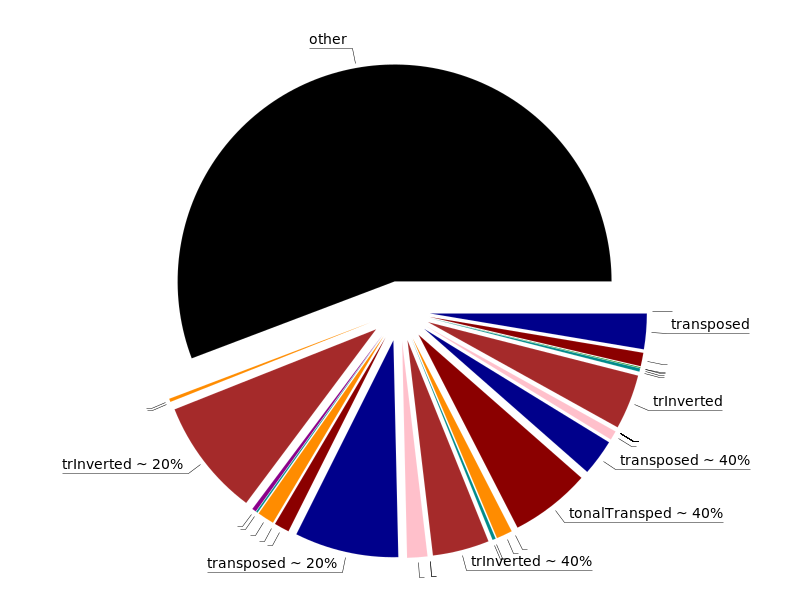 other
transposed
trInverted
transposed ~ 40%
trInverted ~ 20%
tonalTransped ~ 40%
trInverted ~ 40%
transposed ~ 20%